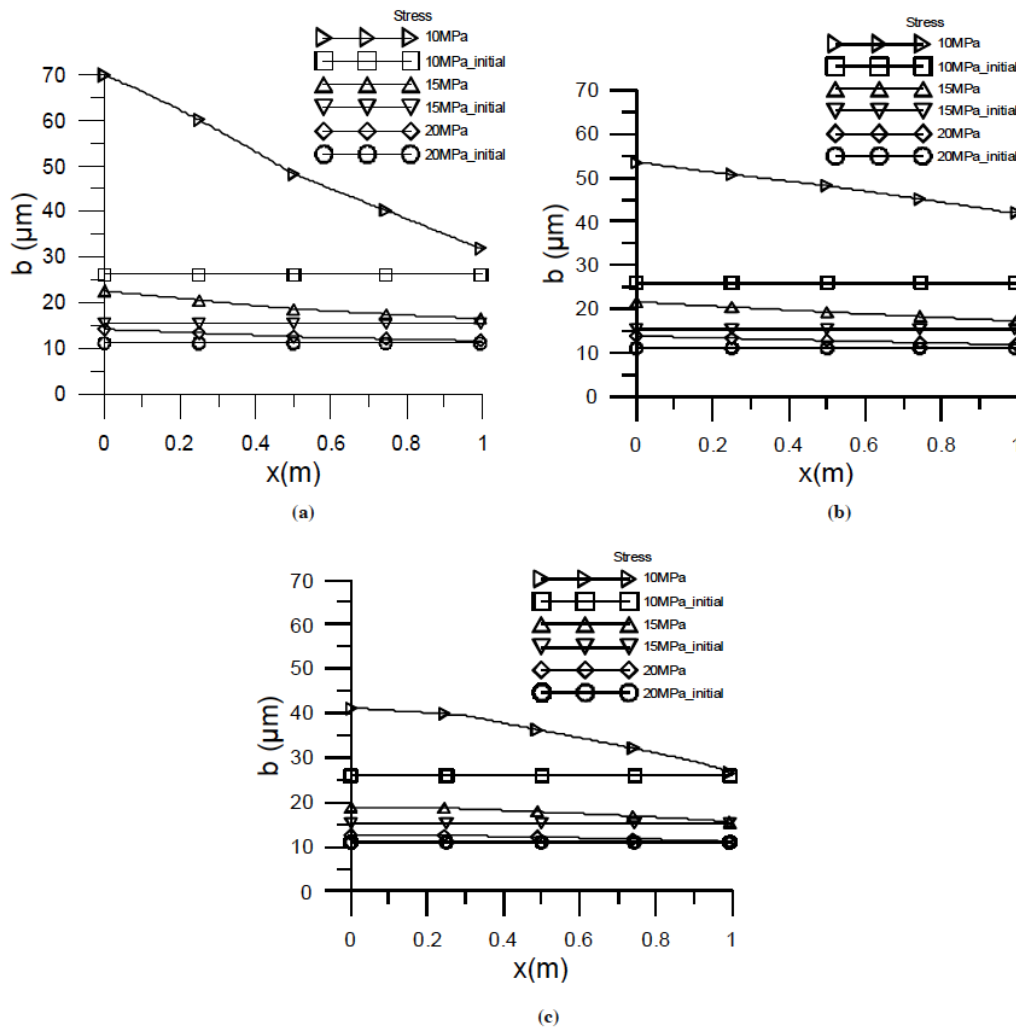 Stress
10MPa
10MPa_initial
15MPa
15MPa_initial
20MPa
20MPa_initial
70
60
50
40
30
20
10
0
b (µm)
0
0.2
0.4
0.6
0.8
1
x(m)
(a)
Stress
10MPa
10MPa_initial
15MPa
15MPa_initial
20MPa
20MPa_initial
70
60
50
40
30
20
10
0
b (µm)
0
0.2
0.4
0.6
0.8
1
x(m)
(b)
Stress
10MPa
10MPa_initial
15MPa
15MPa_initial
20MPa
20MPa_initial
70
60
50
40
30
20
10
0
b (µm)
0
0.2
0.4
0.6
0.8
1
x(m)
(c)